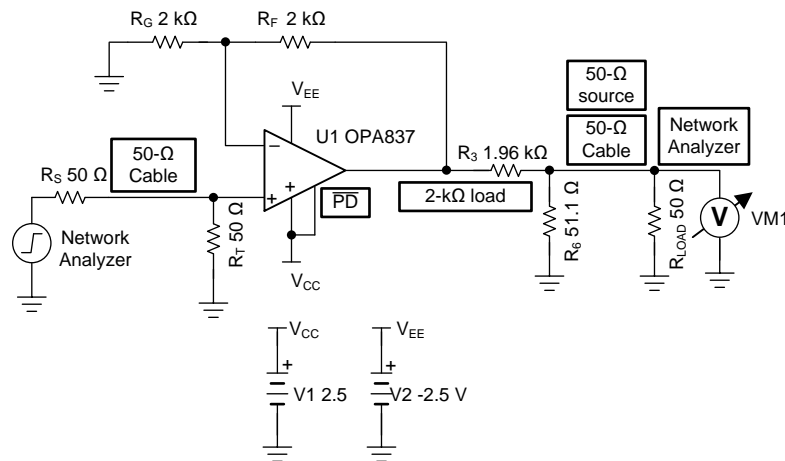 R_G 2 kΩ
R_F 2 kΩ
V_EE
50-Ω
source
U1 OPA837
50-Ω
Cable
50-Ω
Cable
Network
Analyzer
R_S 50 Ω
R_3 1.96 kΩ
−
+
+
PD
2-kΩ load
V
VM1
Network
Analyzer
R_T 50 Ω
R_6 51.1 Ω
R_LOAD 50 Ω
V_CC
V_CC
V_EE
+
+
V1 2.5
V2 -2.5 V